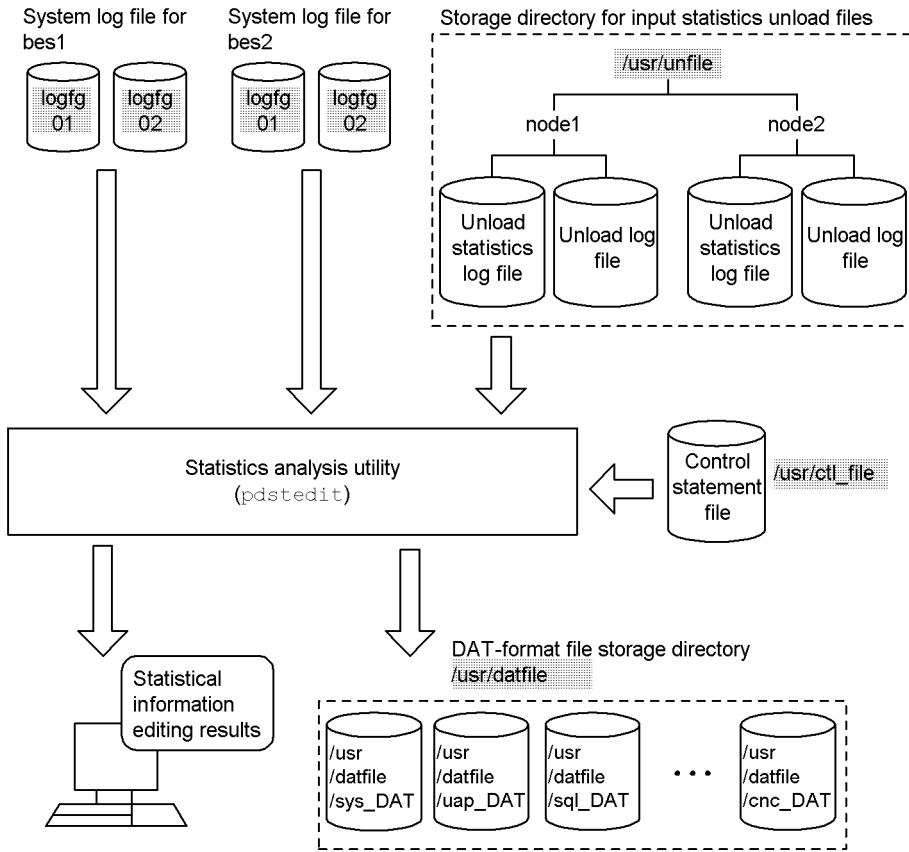 System log file for
bes1
System log file for
bes2
Storage directory for input statistics unload files
logfg
01
logfg
02
logfg
01
logfg
02
/usr/unfile
node1
node2
Unload
statistics
log file
Unload log
file
Unload
statistics
log file
Unload log
file
Statistics analysis utility
(pdstedit)
Control
statement
file
/usr/ctl_file
DAT-format file storage directory
/usr/datfile
Statistical
information
editing results
/usr
/datfile
/sys_DAT
/usr
/datfile
/uap_DAT
/usr
/datfile
/sql_DAT
• • •
/usr
/datfile
/cnc_DAT